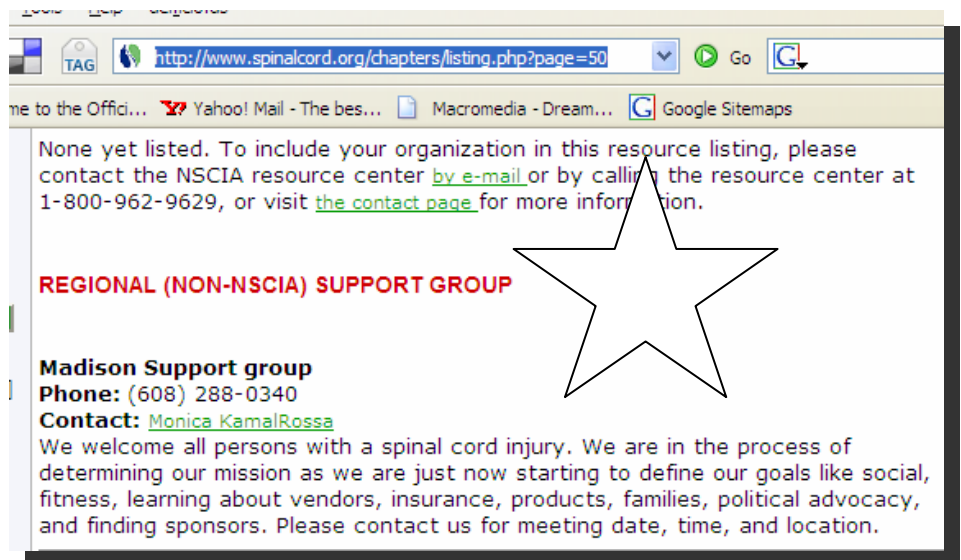 Tools Help del.icio.us
TAG http://www.spinalcord.org/chapters/listing.php?page=50 Go G
me to the Offici... Y? Yahoo! Mail - The bes... Macromedia - Dream... G Google Sitemaps
None yet listed. To include your organization in this resource listing, please
contact the NSCIA resource center by e-mail or by calling the resource center at
1-800-962-9629, or visit the contact page for more information.
REGIONAL (NON-NSCIA) SUPPORT GROUP
Madison Support group
Phone: (608) 288-0340
Contact: Monica KamalRossa
We welcome all persons with a spinal cord injury. We are in the process of
determining our mission as we are just now starting to define our goals like social,
fitness, learning about vendors, insurance, products, families, political advocacy,
and finding sponsors. Please contact us for meeting date, time, and location.